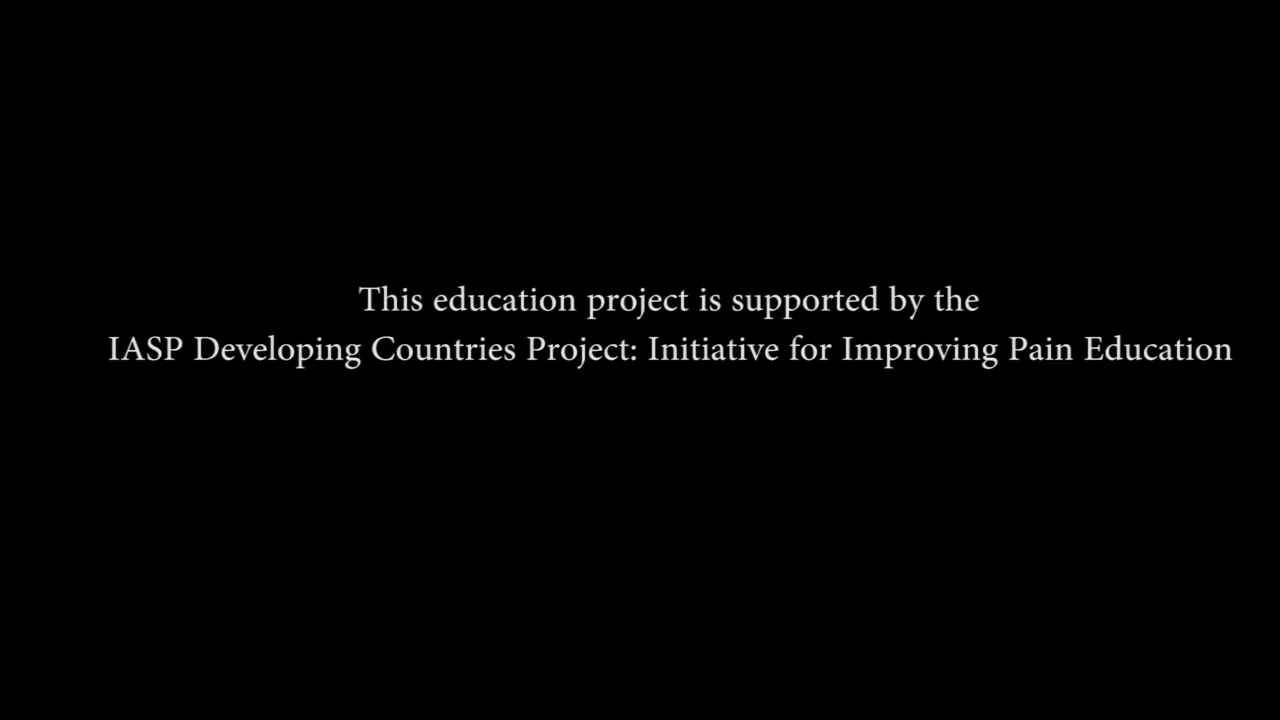 This education project is supported by the
IASP Developing Countries Project: Initiative for Improving Pain Education